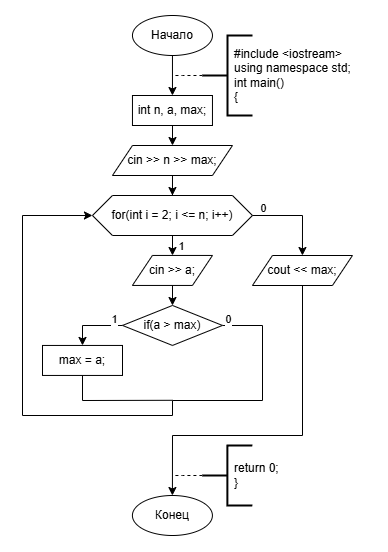 Начало
#include <iostream>
using namespace std;
int main()
{
int n, a, max;
cin >> n >> max;
for(int i = 2; i <= n; i++)
0
1
cin >> a;
cout << max;
1
if(a > max)
0
max = a;
return 0;
}
Конец